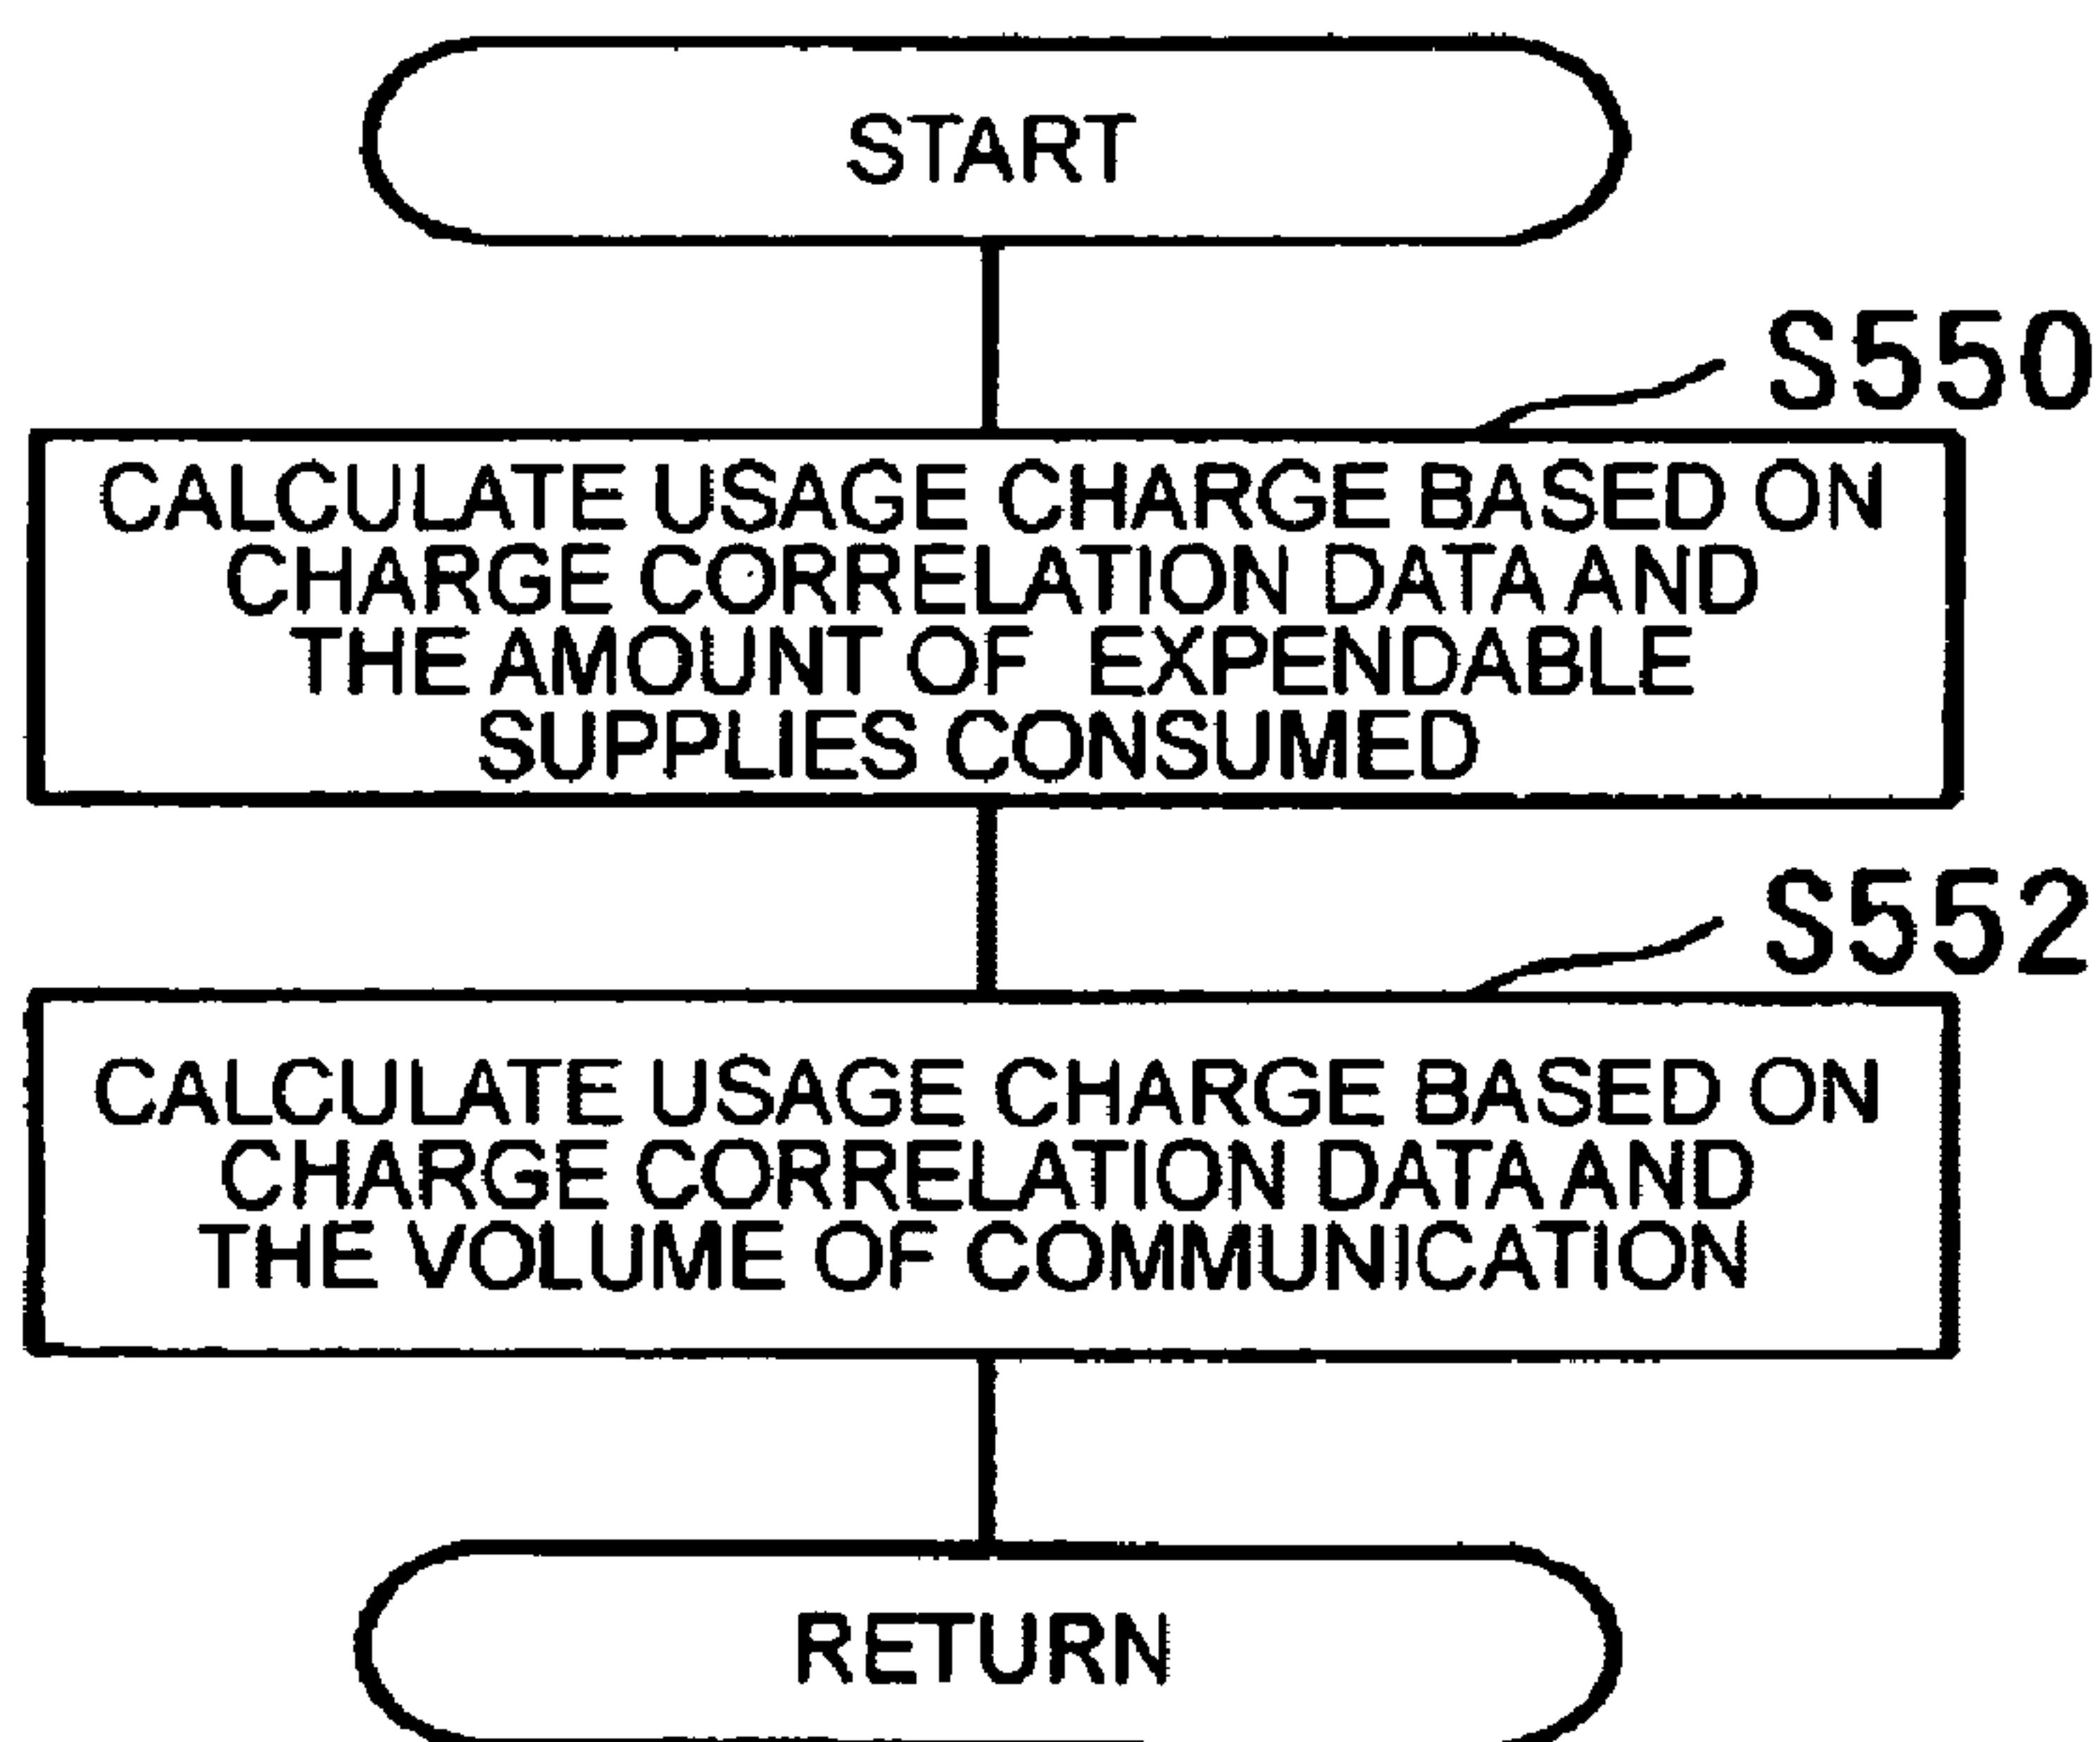 START
S550
CALCULATE USAGE CHARGE BASED ON
CHARGE CORRELATION DATA AND
THE AMOUNT OF EXPENDABLE
SUPPLIES CONSUMED
S552
CALCULATE USAGE CHARGE BASED ON
CHARGE CORRELATION DATA AND
THE VOLUME OF COMMUNICATION
RETURN